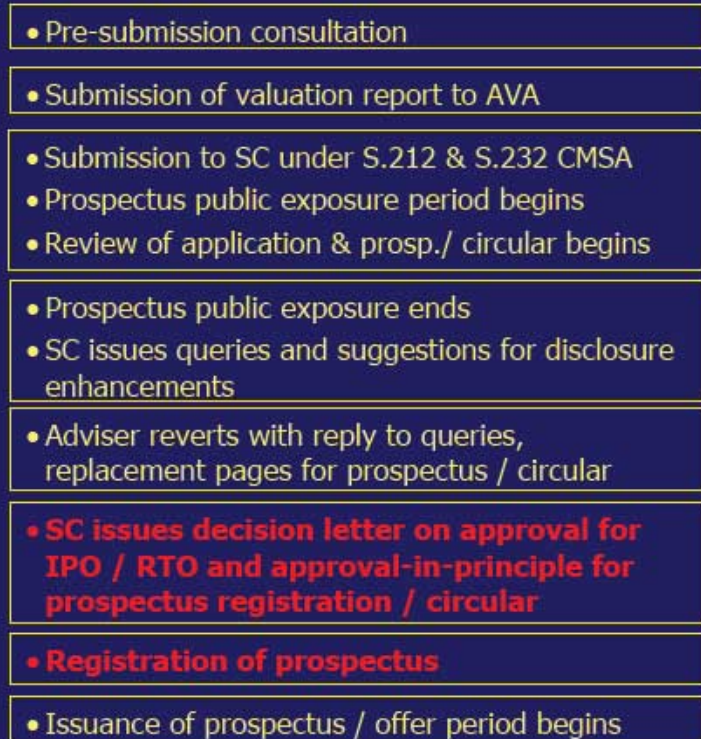 • Pre-submission consultation
• Submission of valuation report to AVA
• Submission to SC under S.212 & S.232 CMSA
• Prospectus public exposure period begins
• Review of application & prosp./ circular begins
• Prospectus public exposure ends
• SC issues queries and suggestions for disclosure
enhancements
• Adviser reverts with reply to queries,
replacement pages for prospectus / circular
• SC issues decision letter on approval for
IPO / RTO and approval-in-principle for
prospectus registration / circular
• Registration of prospectus
• Issuance of prospectus / offer period begins